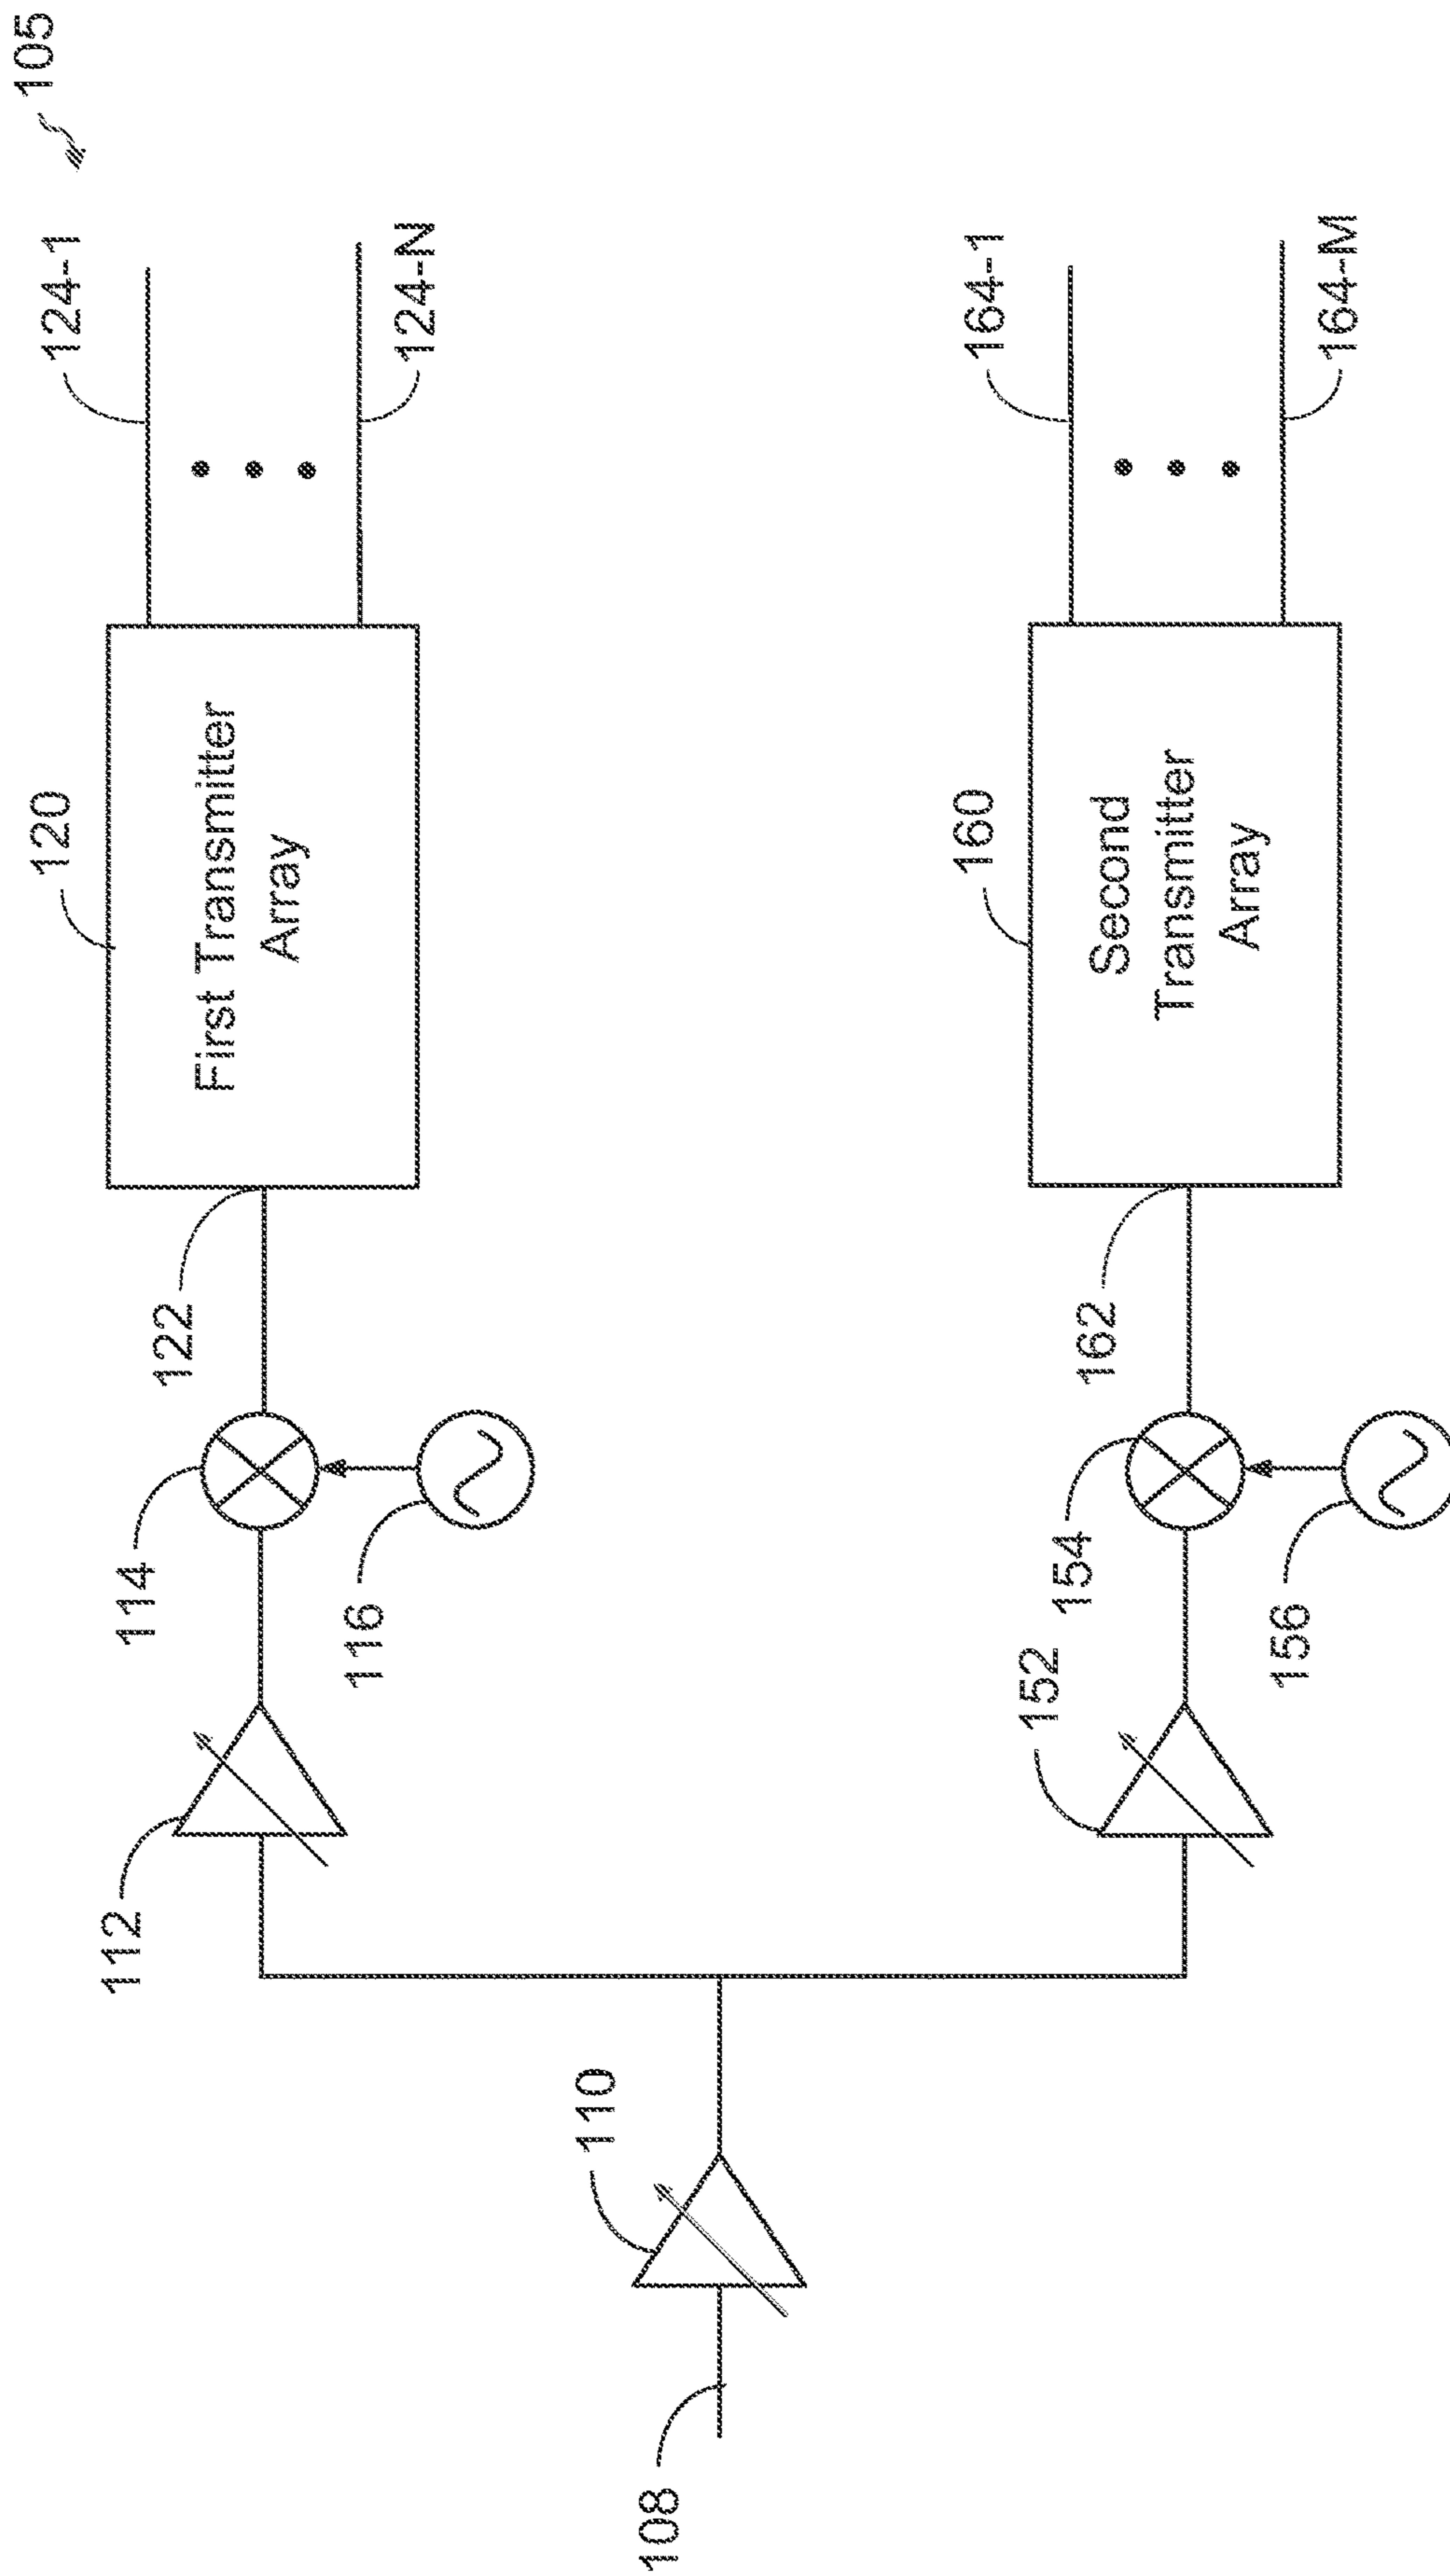 105
124-1
124-N
120
First Transmitter
Array
122
114
116
112
110
108
164-1
164-M
160
Second
Transmitter
Array
162
154
152
156